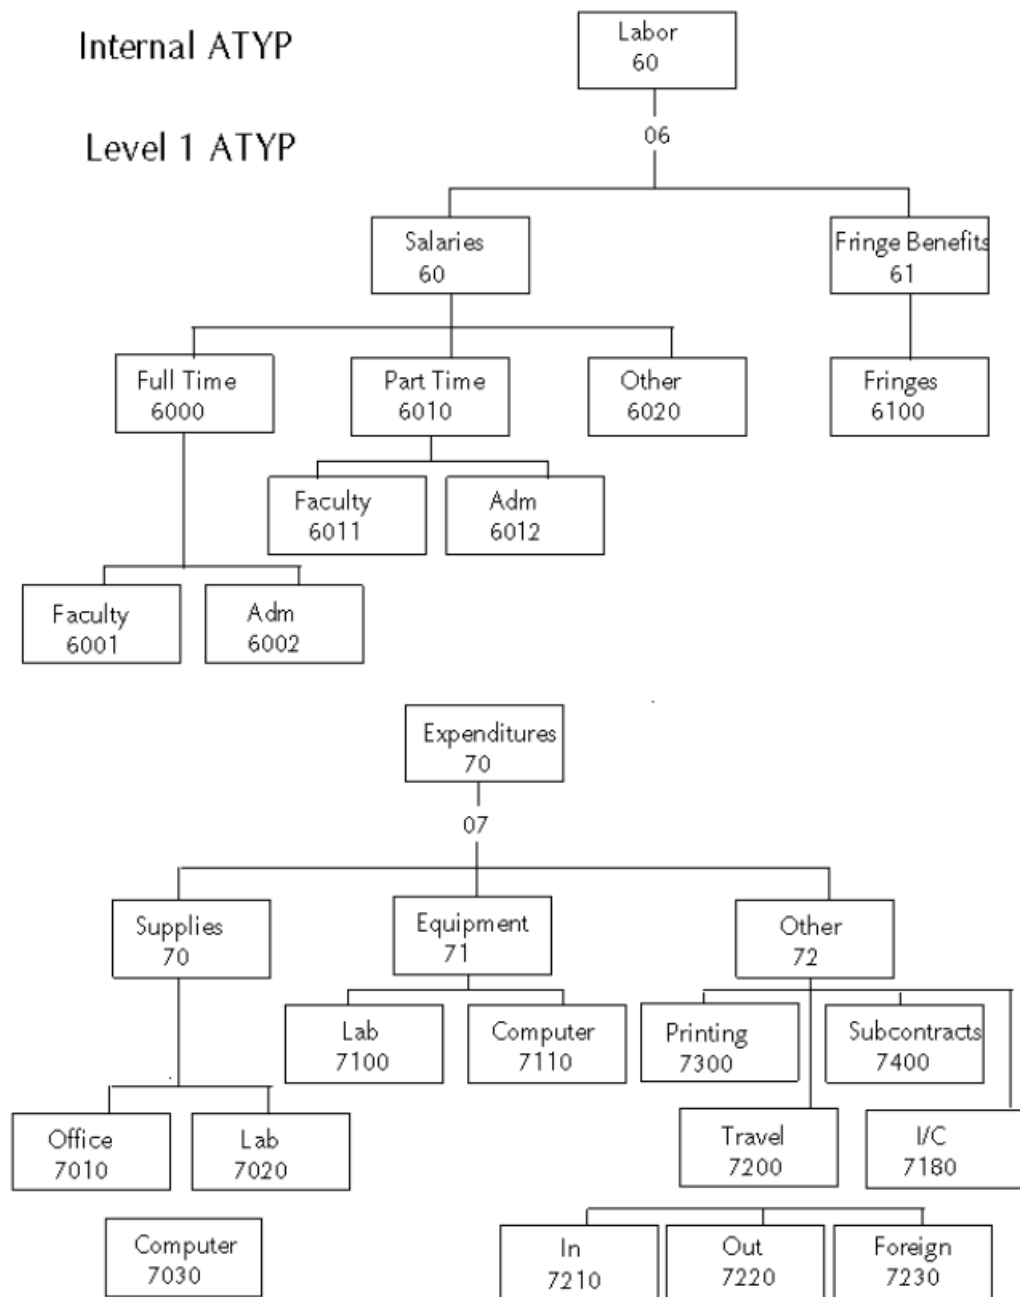 Internal ATYP
Labor
60
Level 1 ATYP
06
Salaries
60
Fringe Benefits
61
Full Time
6000
Part Time
6010
Other
6020
Fringes
6100
Faculty
6011
Adm
6012
Faculty
6001
Adm
6002
Expenditures
70
07
Supplies
70
Equipment
71
Other
72
Lab
7100
Computer
7110
Printing
7300
Subcontracts
7400
Office
7010
Lab
7020
Travel
7200
I/C
7180
Computer
7030
In
7210
Out
7220
Foreign
7230